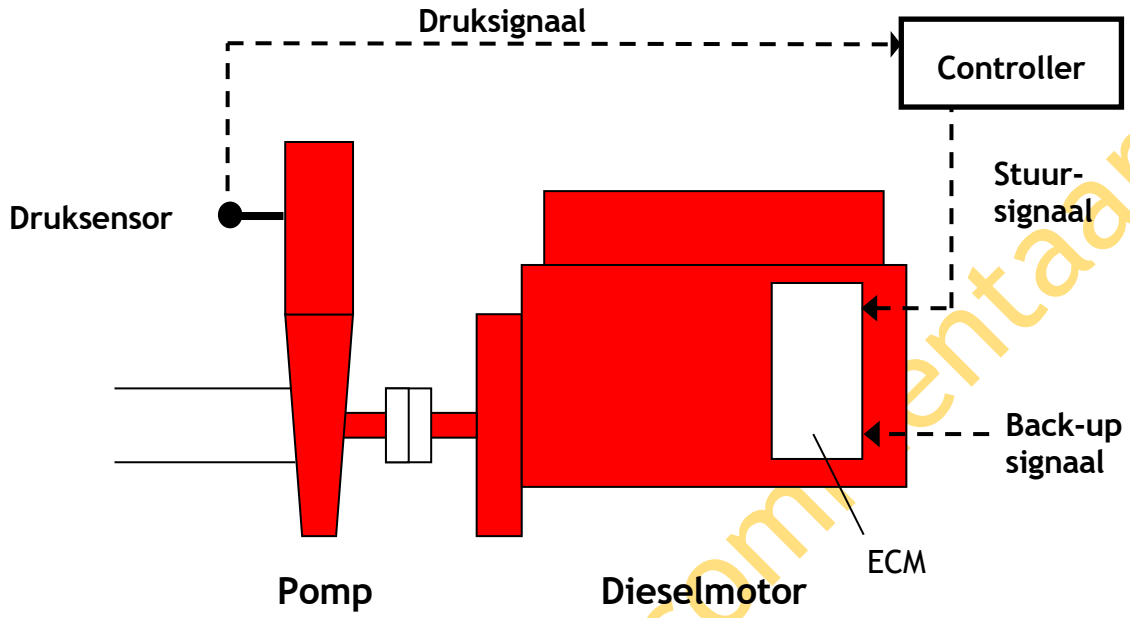 Druksignaal
Controller
Stuur-
signaal
Druksensor
Back-up
signaal
ECM
Pomp
Dieselmotor